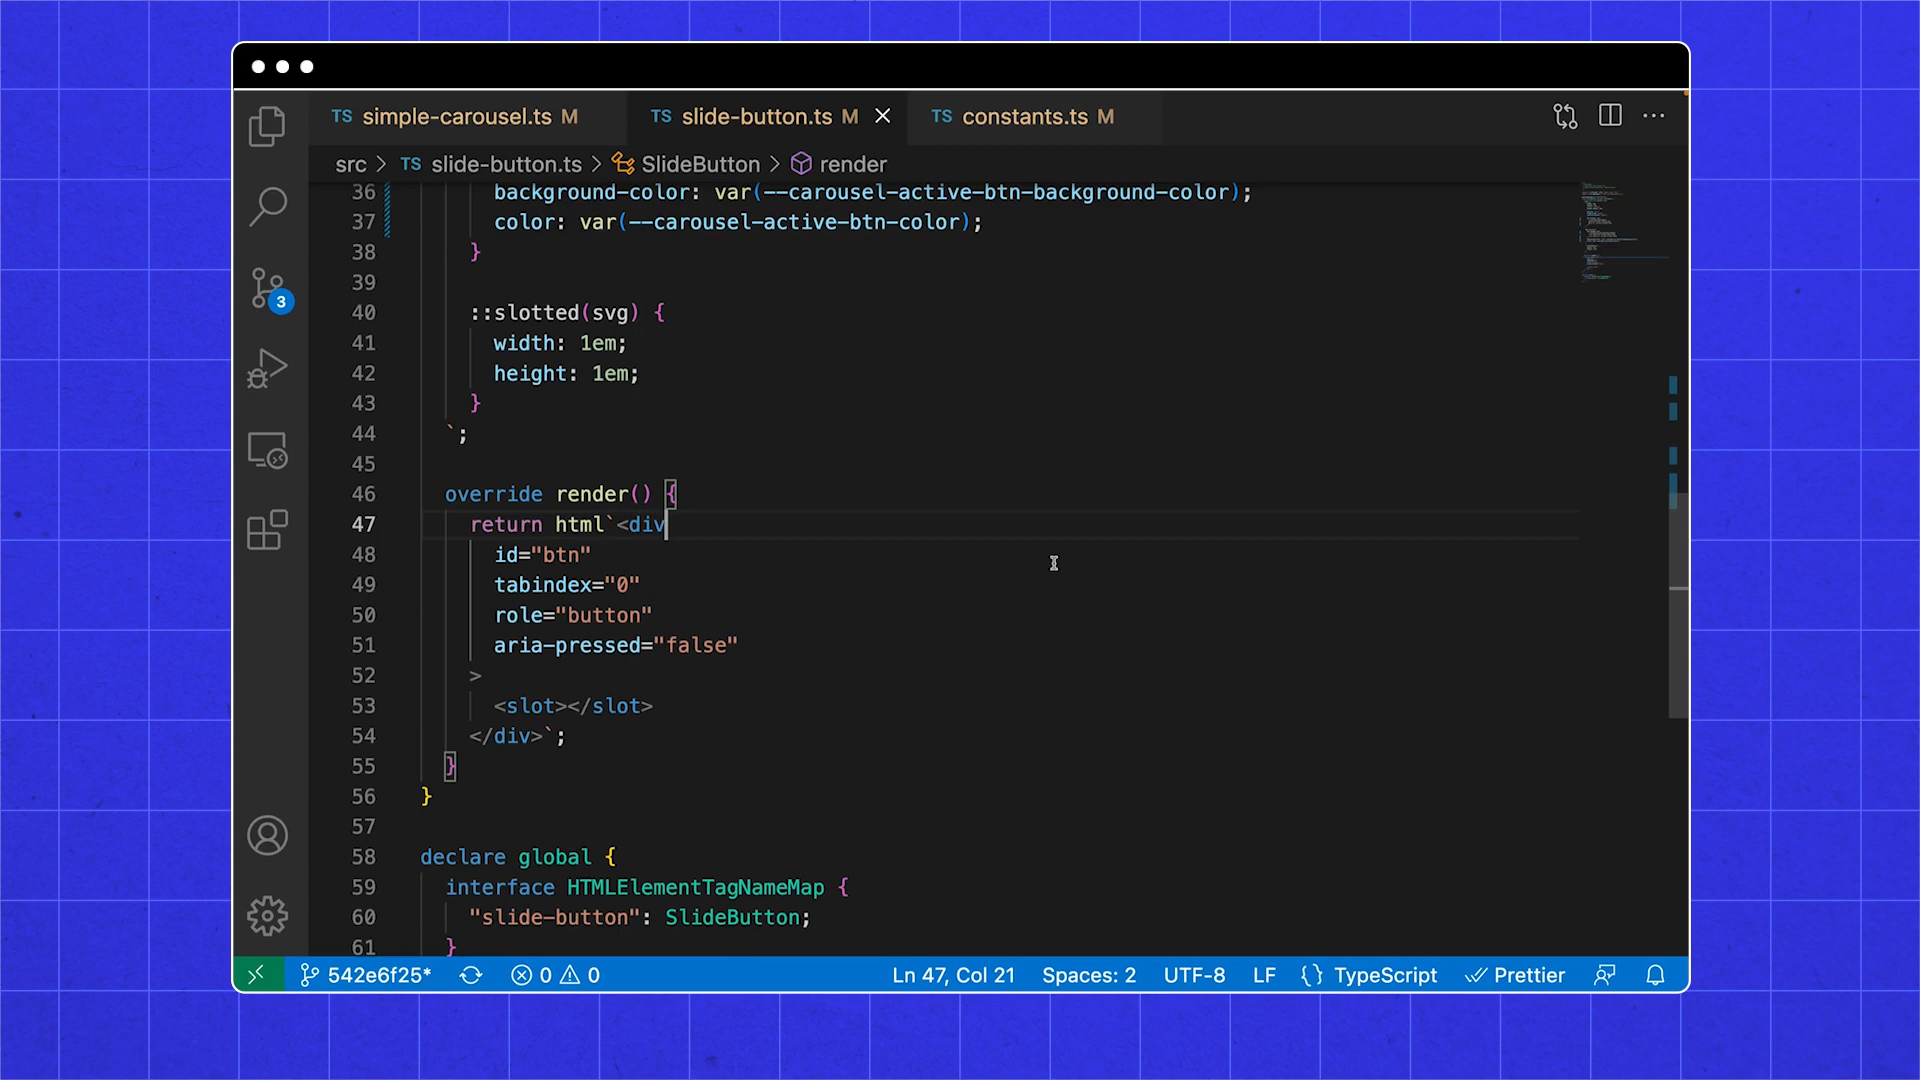 TS simple-carousel.ts M TS slide-button.ts M TS constants.ts M
src > TS slide-button.ts > SlideButton > render
36 background-color: var(--carousel-active-btn-background-color);
37 color: var(--carousel-active-btn-color);
38 }
39
40 ::slotted(svg) {
41 width: 1em;
42 height: 1em;
43 }
44 `;
45
46 override render() {
47 return html`<div
48 id="btn"
49 tabindex="0"
50 role="button"
51 aria-pressed="false"
52 >
53 <slot></slot>
54 </div>`;
55 }
56 }
57
58 declare global {
59 interface HTMLElementTagNameMap {
60 "slide-button": SlideButton;
61 }
3
542e6f25* 0 0 Ln 47, Col 21 Spaces: 2 UTF-8 LF {} TypeScript Prettier